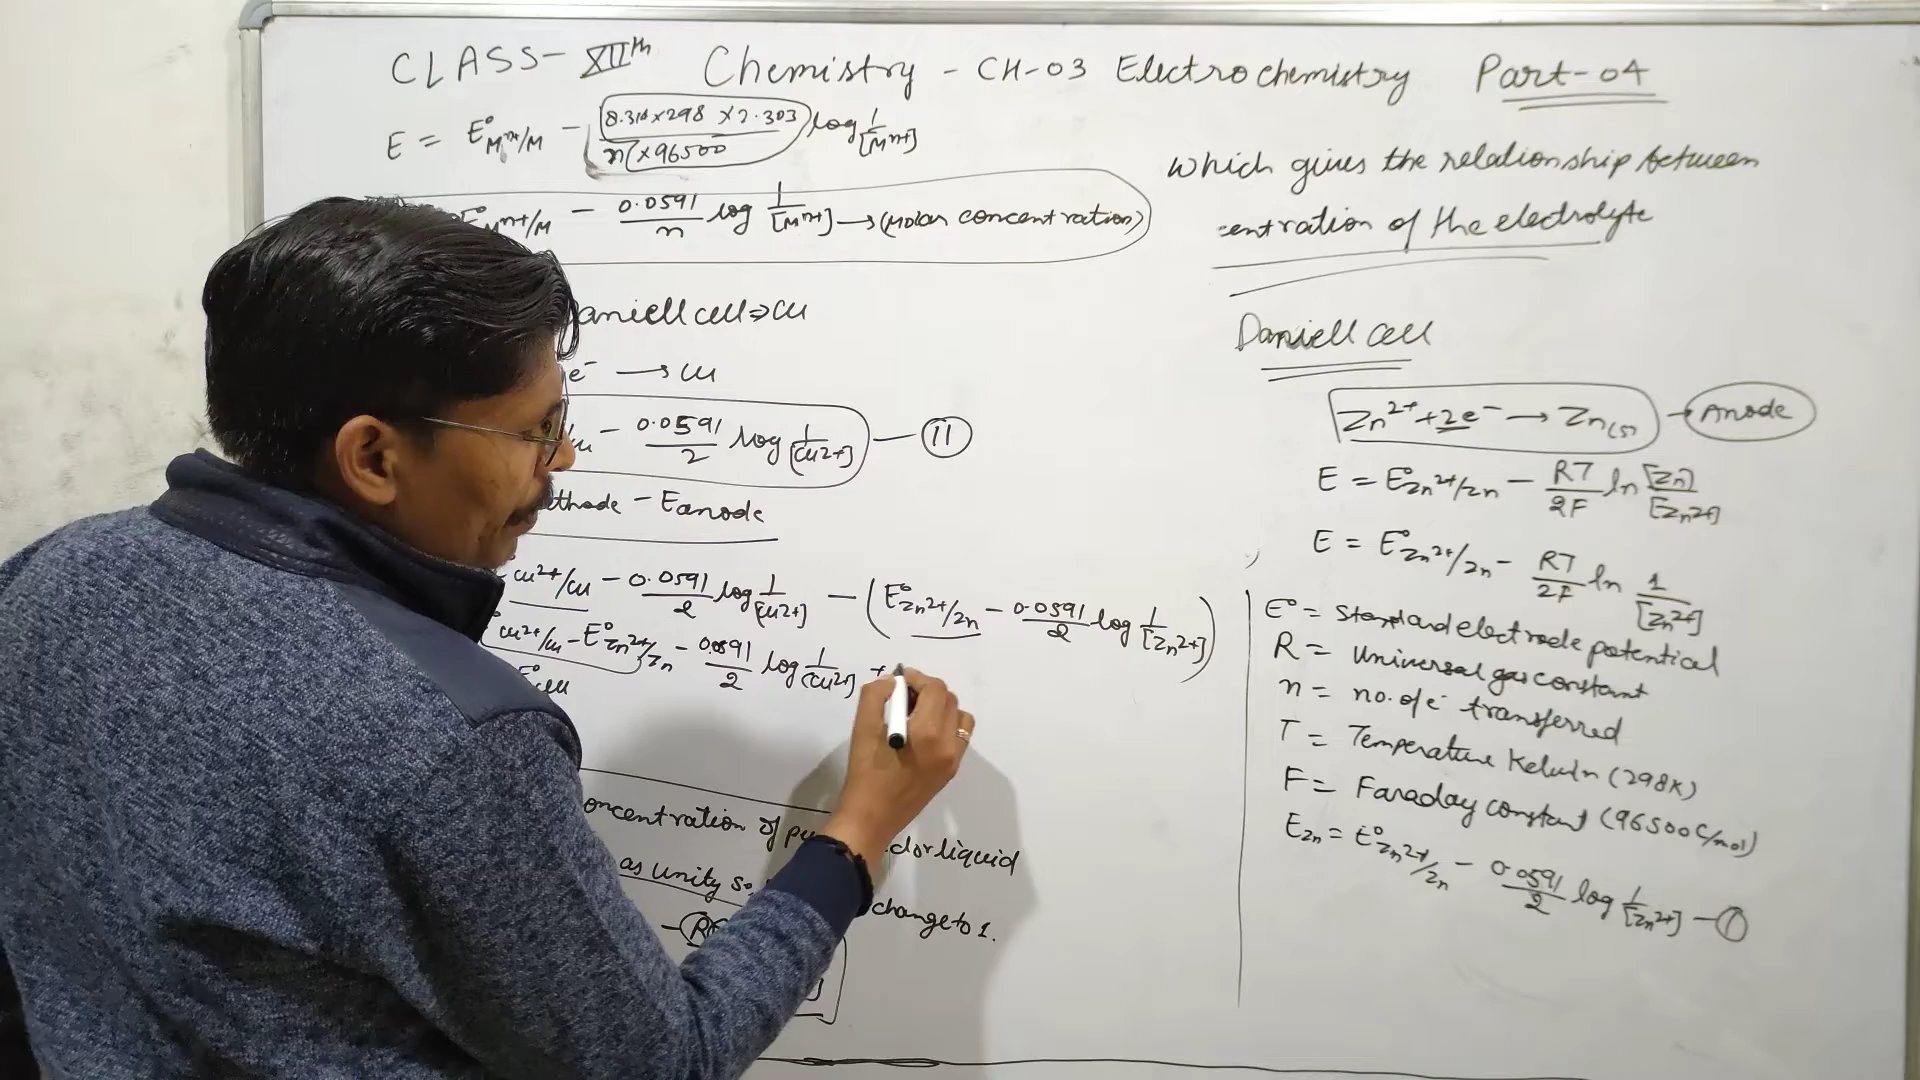 CLASS-XIIth Chemistry - CH-03 Electrochemistry Part-04
E = E°Mn+/M - 8.314×298 ×2.303 / n×96500 log 1/[Mn+]
E°Mn+/M - 0.0591/n log 1/[Mn+] → (Molar concentration)
aniell cell ⇒ Cu
e⁻ → Cu
- 0.0591/2 log 1/[Cu2+] — II
thode - Eanode
Cu2+/Cu - 0.0591/2 log 1/[Cu2+] - (E°Zn2+/Zn - 0.0591/2 log 1/[Zn2+])
Cu2+/Cu - E°Zn2+/Zn - 0.0591/2 log 1/[Cu2+] +
E°cell
oncentration of
d or liquid
as unity so,
change to 1.
which gives the relationship between
entration of the electrolyte
Daniell cell
Zn2+ + 2e⁻ → Zn(s) → Anode
E = E°Zn2+/Zn - RT/2F ln [Zn]/[Zn2+]
E = E°Zn2+/Zn - RT/2F ln 1/[Zn2+]
E° = Standard electrode potential
R = Universal gas constant
n = no. of e⁻ transferred
T = Temperature Kelvin (298K)
F = Faraday constant (96500C/mol)
EZn = E°Zn2+/Zn - 0.0591/2 log 1/[Zn2+] — I